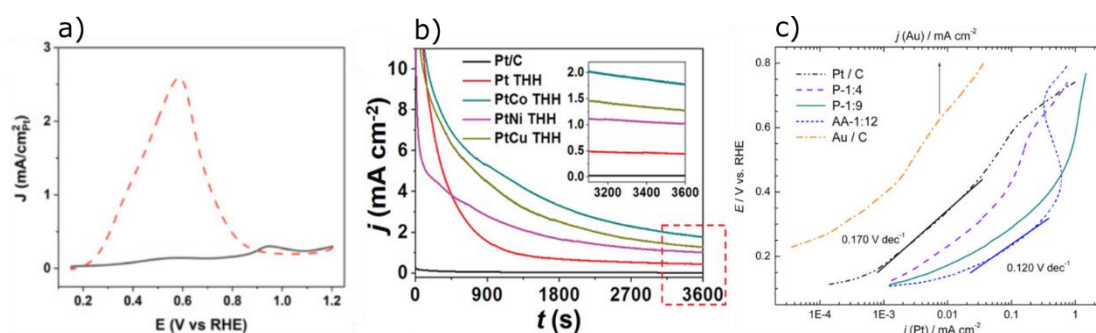 a)
3
2
1
0
J (mA/cm²Pt)
0.2 0.4 0.6 0.8 1.0 1.2
E (V vs RHE)
b)
10
8
6
4
2
0
j (mA cm⁻²)
Pt/C
Pt THH
PtCo THH
PtNi THH
PtCu THH
2.0
1.5
1.0
0.5
0.0
3200 3400 3600
0 900 1800 2700 3600
t (s)
c)
j (Au) / mA cm⁻²
0.8
0.6
0.4
0.2
E / V vs. RHE
Pt / C
P-1:4
P-1:9
AA-1:12
Au / C
0.170 V dec⁻¹
0.120 V dec⁻¹
1E-4 1E-3 0.01 0.1 1
j (Pt) / mA cm⁻²